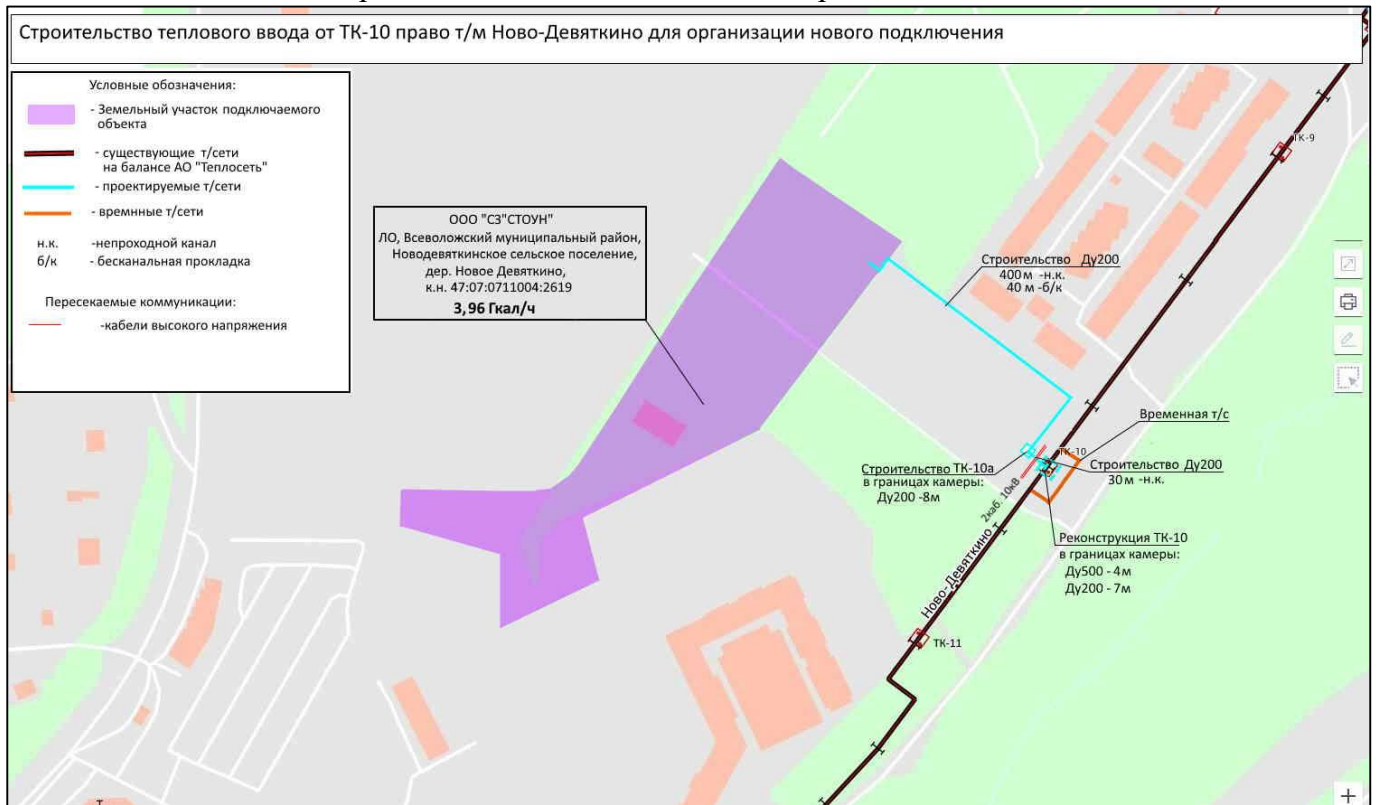 Строительство теплового ввода от ТК-10 право т/м Ново-Девяткино для организации нового подключения
Условные обозначения:
- Земельный участок подключаемого
объекта
- существующие т/сети
на балансе АО "Теплосеть"
- проектируемые т/сети
- времнные т/сети
н.к. -непроходной канал
б/к - бесканальная прокладка
Пересекаемые коммуникации:
-кабели высокого напряжения
ООО "СЗ"СТОУН"
ЛО, Всеволожский муниципальный район,
Новодевяткинское сельское поселение,
дер. Новое Девяткино,
к.н. 47:07:0711004:2619
3,96 Гкал/ч
ТК-9
Строительство Ду200
400 м -н.к.
40 м -б/к
Временная т/с
ТК-10
Строительство ТК-10а
в границах камеры:
Ду200 -8м
Строительство Ду200
30 м -н.к.
2каб. 10кВ
Реконструкция ТК-10
в границах камеры:
Ду500 - 4м
Ду200 - 7м
Ново-Девяткино т
ТК-11